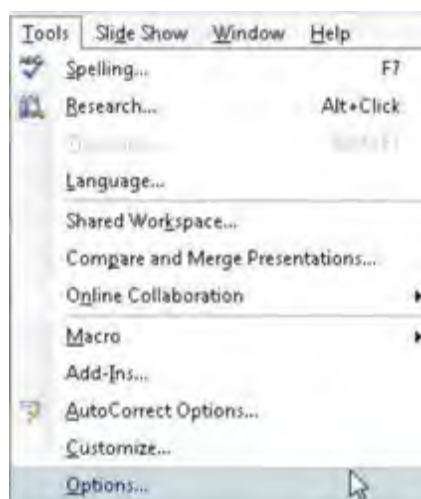 Tools Slide Show Window Help
ABC Spelling... F7
Research... Alt+Click
Language...
Shared Workspace...
Compare and Merge Presentations...
Online Collaboration
Macro
Add-Ins...
AutoCorrect Options...
Customize...
Options...